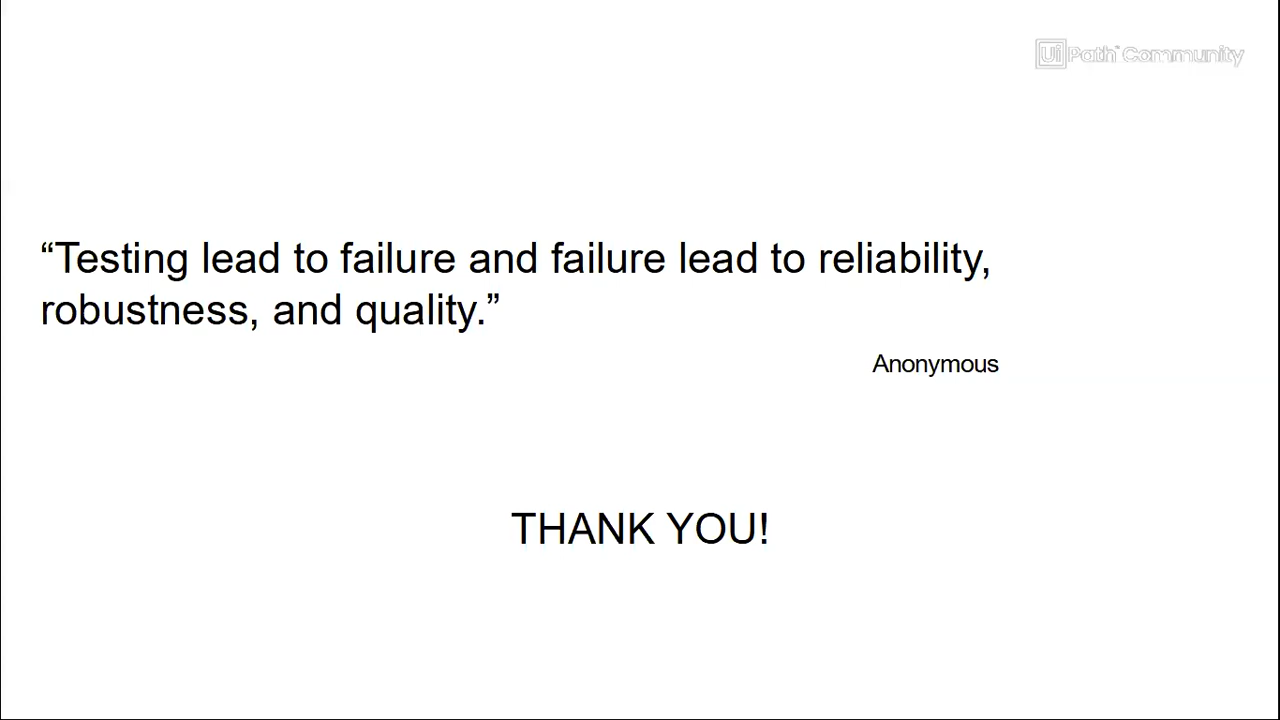 UiPath Community
“Testing lead to failure and failure lead to reliability,
robustness, and quality.”
Anonymous
THANK YOU!